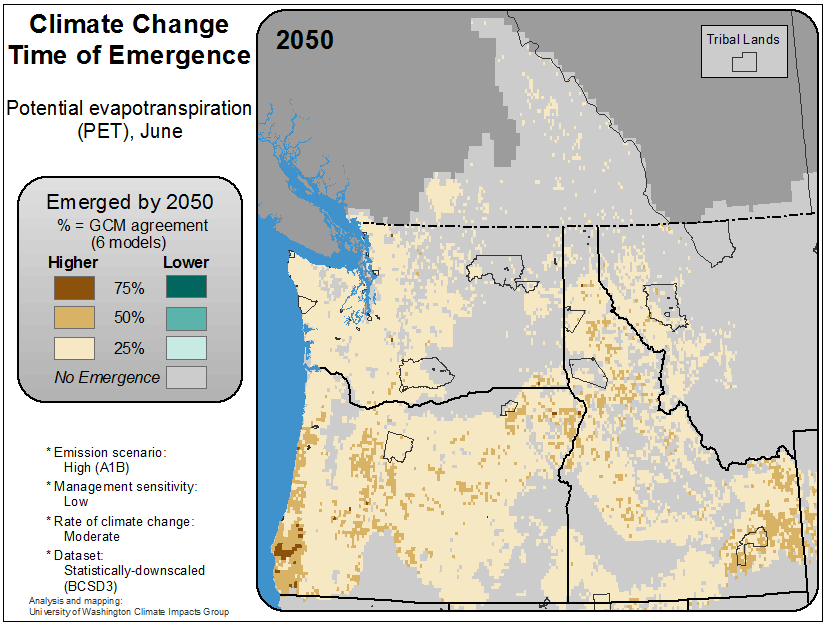 Climate Change
Time of Emergence
Potential evapotranspiration
(PET), June
Emerged by 2050
% = GCM agreement
(6 models)
Higher Lower
75%
50%
25%
No Emergence
* Emission scenario:
High (A1B)
* Management sensitivity:
Low
* Rate of climate change:
Moderate
* Dataset:
Statistically-downscaled
(BCSD3)
Analysis and mapping:
University of Washington Climate Impacts Group
2050
Tribal Lands